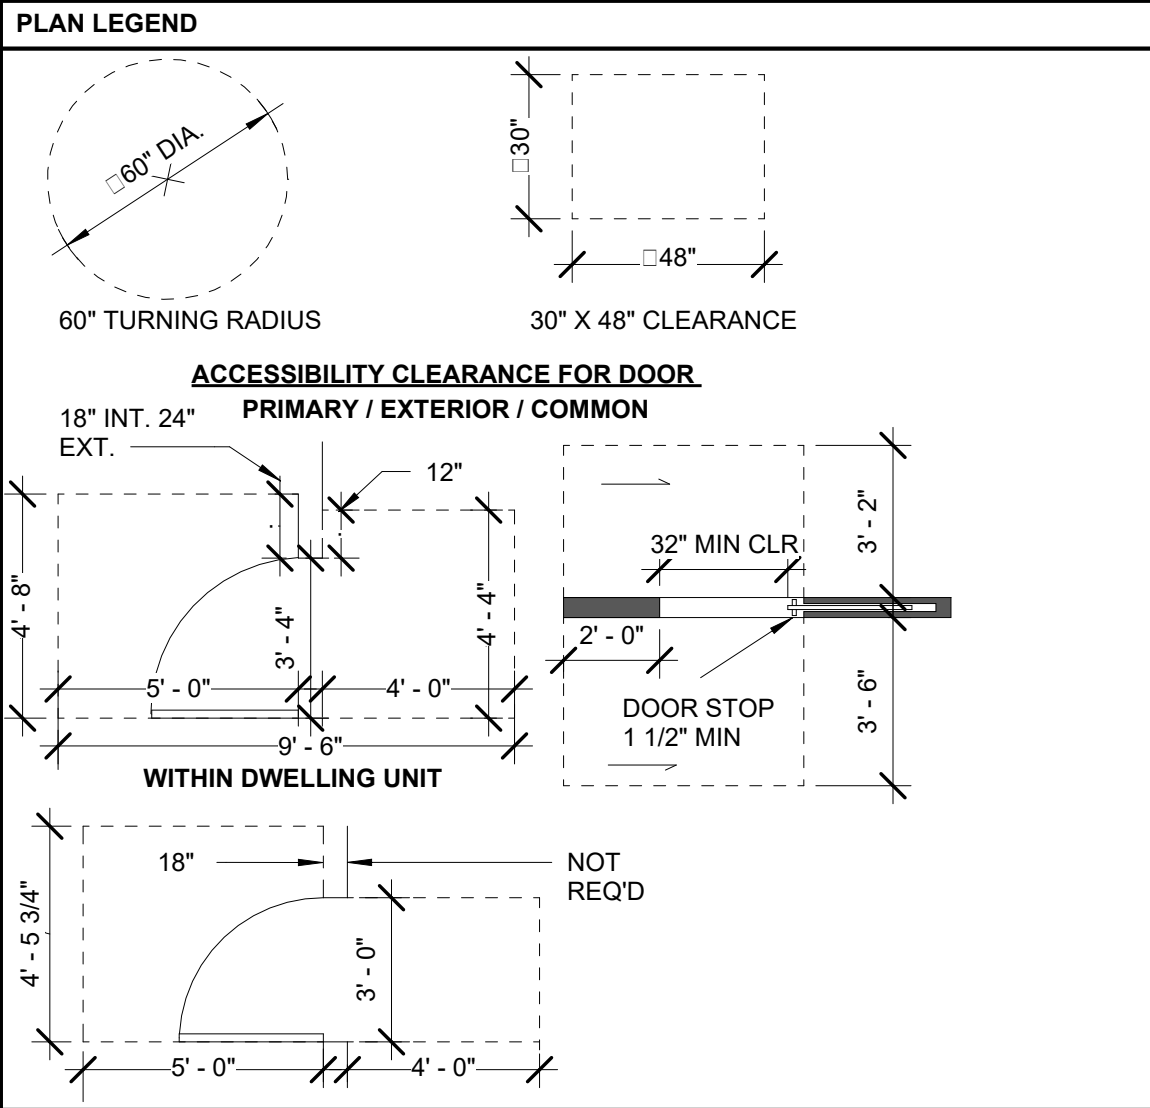 PLAN LEGEND
□60" DIA.
60" TURNING RADIUS
□30"
□48"
30" X 48" CLEARANCE
ACCESSIBILITY CLEARANCE FOR DOOR
PRIMARY / EXTERIOR / COMMON
18" INT. 24"
EXT.
12"
4' - 8"
3' - 4"
4' - 4"
5' - 0"
4' - 0"
9' - 6"
32" MIN CLR
3' - 2"
2' - 0"
3' - 6"
DOOR STOP
1 1/2" MIN
WITHIN DWELLING UNIT
18"
NOT
REQ'D
4' - 5 3/4"
3' - 0"
5' - 0"
4' - 0"